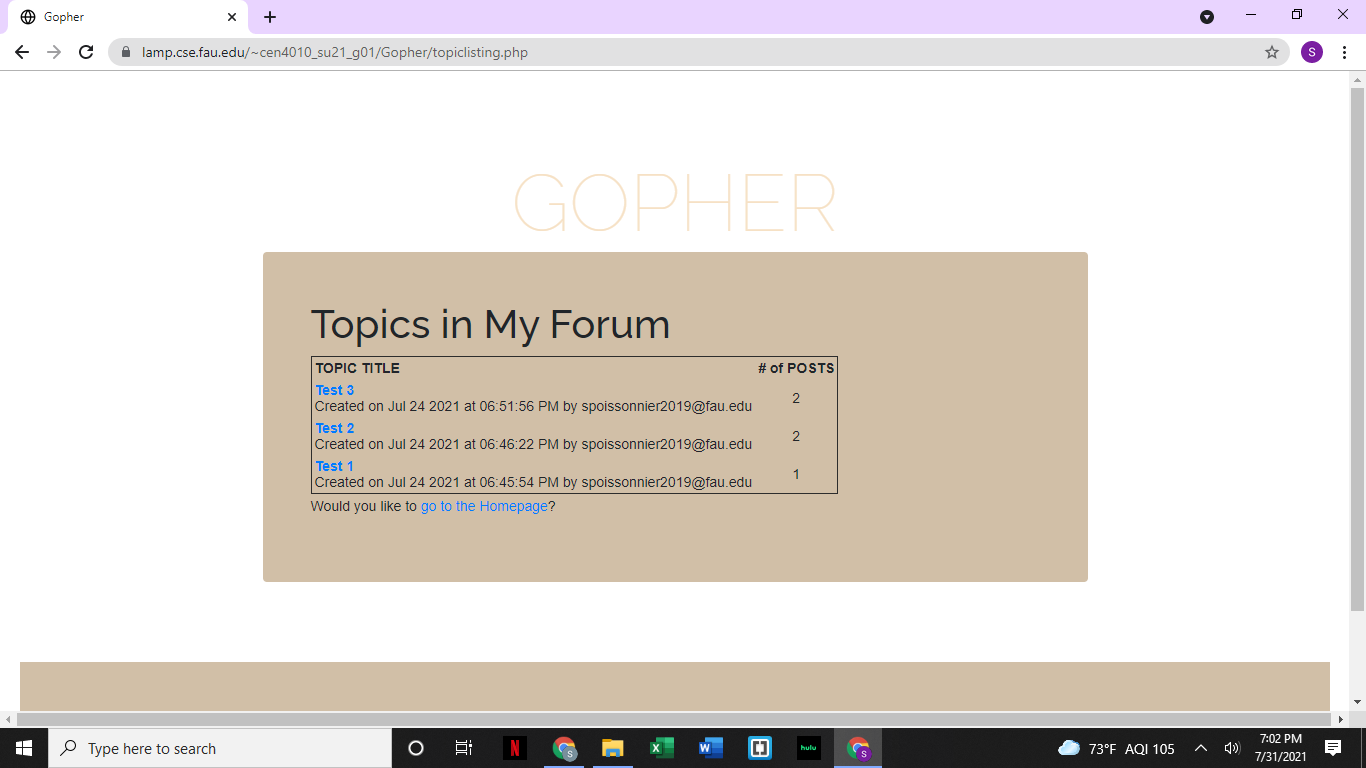 Gopher
lamp.cse.fau.edu/~cen4010_su21_g01/Gopher/topiclisting.php
S
GOPHER
Topics in My Forum
TOPIC TITLE # of POSTS
Test 3
Created on Jul 24 2021 at 06:51:56 PM by spoissonnier2019@fau.edu 2
Test 2
Created on Jul 24 2021 at 06:46:22 PM by spoissonnier2019@fau.edu 2
Test 1
Created on Jul 24 2021 at 06:45:54 PM by spoissonnier2019@fau.edu 1
Would you like to go to the Homepage?
Type here to search
N
S
X
W
hulu
S
73°F AQI 105
7:02 PM
7/31/2021